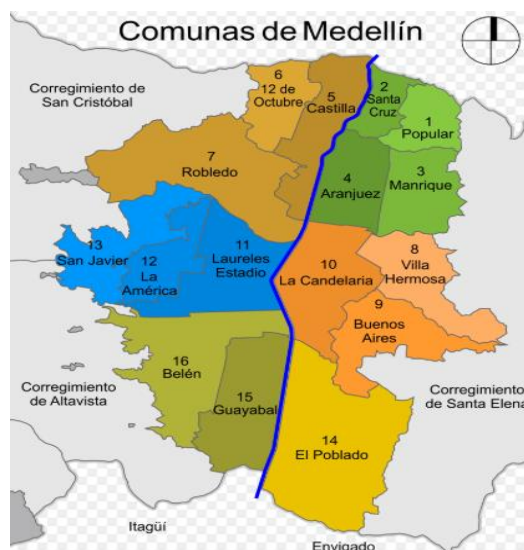 Comunas de Medellín
Corregimiento de
San Cristóbal
6
12 de
Octubre
5
Castilla
2
Santa
Cruz
1
Popular
7
Robledo
4
Aranjuez
3
Manrique
13
San Javier
12
La
América
11
Laureles
Estadio
10
La Candelaria
8
Villa
Hermosa
9
Buenos
Aires
16
Belén
15
Guayabal
14
El Poblado
Corregimiento
de Altavista
Corregimiento
de Santa Elena
Itagüí
Envigado